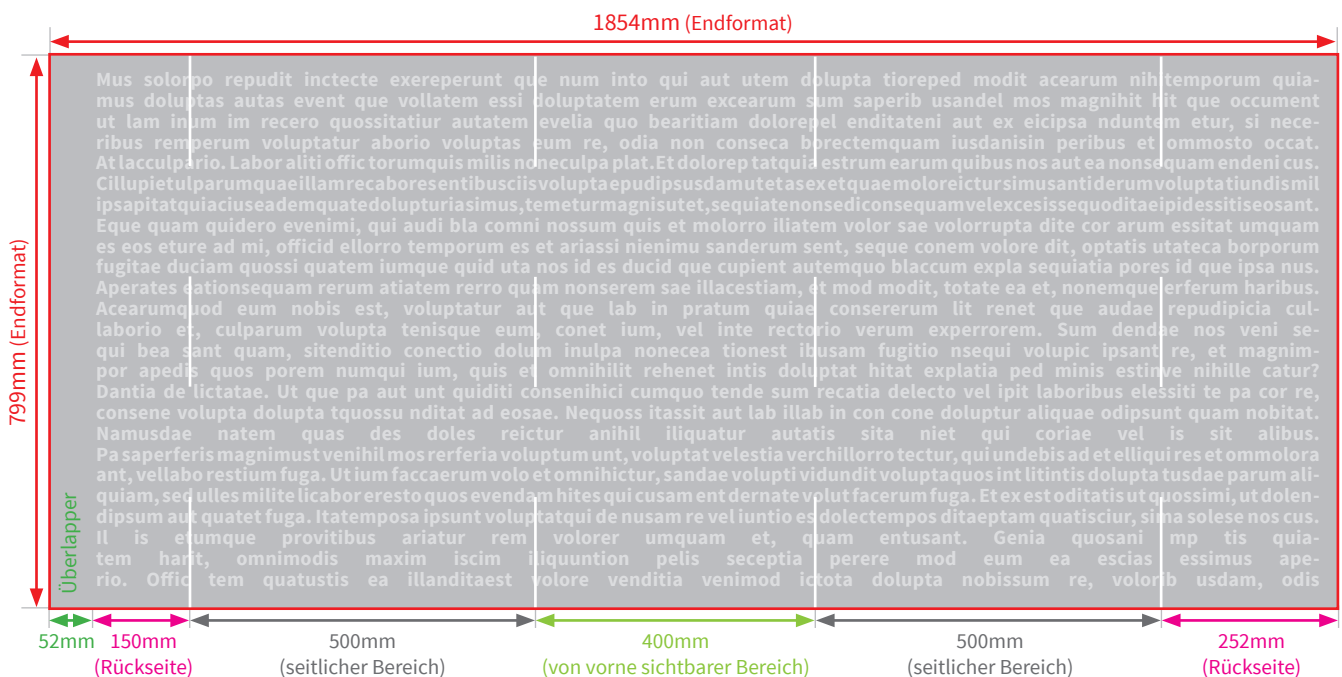 1854mm (Endformat)
799mm (Endformat)
Mus solorpo repudit inctecte exerepernt que num into qui aut utem dolupta tioreped modit acearum nih temporum quia-
mus doluptas autas event que vollatem essi doluptatem erum excearum sum saperib usandel mos magnihit hit que occument
ut lam inum im recero quossitatiur autatem evelia quo bearitiam dolorepel enditateni aut ex eicipsa nduntem etur, si nece-
ribus remperum voluptatur aborio voluptas eum re, odia non conseca borectemquam iusdanisin peribus et ommosto occat.
At lacculpario. Labor aliti offic torumquis milis no neculpa plat.Et dolorep tatquia estrum earum quibus nos aut ea nonsequam endeni cus.
Cillupietulparumquaeillamrecaboresentibusciisvoluptaepudipsusdamutetasexetquaemoloreictursimusantiderumvoluptatiundismil
ipsapitatquiaciuseademquatedolupturiasimus,temeturmagnisutet,sequiatenonsediconsequamvelexcesissequoditaeipidessitiseosant.
Eque quam quidero evenimi, qui audi bla comni nossum quis et molorro iliatem volor sae volorrupta dite cor arum essitat umquam
es eos eture ad mi, officid ellorro temporum es et ariassi nienimu sanderum sent, seque conem volore dit, optatis utateca borporum
fugitae duciam quossi quatem iumque quid uta nos id es ducid que cupient autemquo blaccum expla sequiatia pores id que ipsa nus.
Aperates eationsequam rerum atiatem rerro quam nonserem sae illacestiam, et mod modit, totate ea et, nonemque erferum haribus.
Acearumquod eum nobis est, voluptatur aut que lab in pratum quiae consererum lit renet que audae repudipicia cul-
laborio et, culparum volupta tenisque eum, conet ium, vel inte rectorio verum experrorem. Sum dendae nos veni se-
qui bea sant quam, sitenditio conectio dolum inulpa nonecea tionest ibusam fugitio nsequi volupic ipsant re, et magnim-
por apedis quos porem numqui ium, quis et omnihilit rehenet intis doluptat hitat explatia ped minis estinve nihille catur?
Dantia de lictatae. Ut que pa aut unt quiditi consenihici cumquo tnde sum recatia delecto vel ipit laboribus elessiti te pa cor re,
consene volupta dolupta tquossu nditat ad eosae. Nequoss itassit ut lab illab in con cone doluptur aliquae odipsunt quam nobitat.
Namusdae natem quas des doles reictur anihil iliquatur autatis sita niet qui coriae vel is sit alibus.
Pa saperferis magnimust venihil mos rerferia voluptum unt, voluptat velestia verchillorro tectur, qui undebis ad et elliqui res et ommolora
ant, vellabo restium fuga. Ut ium faccaerum volo et omnihictur, sandae volupti vidundit voluptaquos int litintis dolupta tusdae parum ali-
quiam, sed ulles milite licabor eresto quos evendam hites qui cusam ent derunte volut facerum fuga. Et ex est oditatis ut quossini, ut dolen-
dipsum aut quatet fuga. Itatemposa ipsunt voluptatqui de nusam re vel iuntio es dolectempos ditaeptam quatisciur, sima solese nos cus.
Il is etumque provitibus ariatur rem volorer umquam et, quam entusant. Genia quosani mp tis quia-
tem harit, omnimodis maxim iscim iliquuntion pelis seceptia perere mod eum ea escias essimus ape-
rio. Offic tem quatustis ea illanditaesi volore venditia venimod ictota dolupta nobissum re, volorib usdam, odis
Überlapper
52mm 150mm 500mm 400mm 500mm 252mm
(Rückseite) (seitlicher Bereich) (von vorne sichtbarer Bereich) (seitlicher Bereich) (Rückseite)